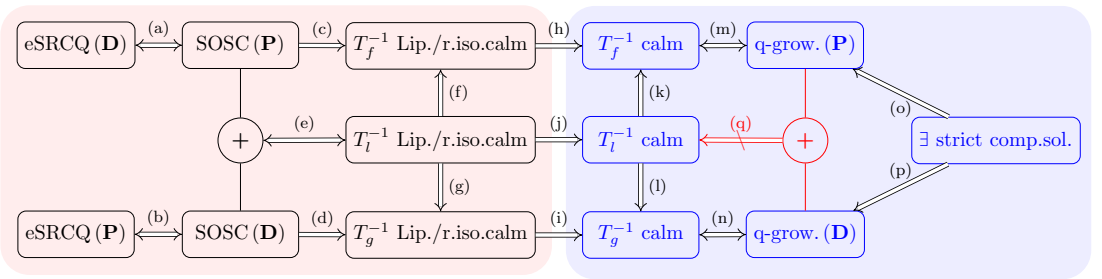 (a) (c) (h) (m)
eSRCQ (D) SOSC (P) T_f^{-1} Lip./r.iso.calm T_f^{-1} calm q-grow. (P)
(f) (k) (o)
(e) (j) (q)
+ T_l^{-1} Lip./r.iso.calm T_l^{-1} calm + ∃ strict comp.sol.
(g) (l) (p)
(b) (d) (i) (n)
eSRCQ (P) SOSC (D) T_g^{-1} Lip./r.iso.calm T_g^{-1} calm q-grow. (D)